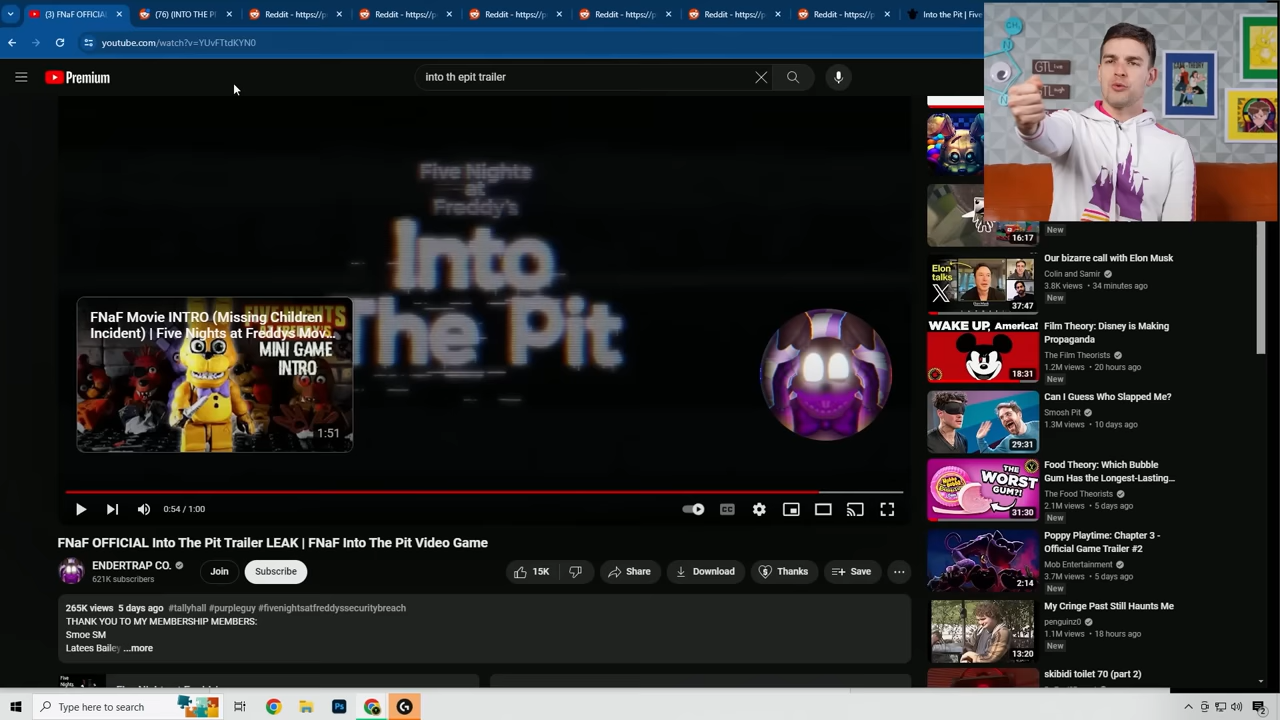 (3) FNaF OFFICIAL
(76) (INTO THE P
Reddit - https://p
Reddit - https://p
Reddit - https://p
Reddit - https://p
Reddit - https://p
Reddit - https://p
Into the Pit | Five
youtube.com/watch?v=YUvFTtdKYN0
Premium
into th epit trailer
GTLive
Five Nights
at
Freddy's
Into
the Pit
FNaF Movie INTRO (Missing Children
Incident) | Five Nights at Freddys Mov...
MINI GAME
INTRO
1:51
0:54 / 1:00
FNaF OFFICIAL Into The Pit Trailer LEAK | FNaF Into The Pit Video Game
ENDERTRAP CO.
621K subscribers
Join
Subscribe
15K
Share
Download
Thanks
Save
265K views 5 days ago #tallyhall #purpleguy #fivenightsatfreddyssecuritybreach
THANK YOU TO MY MEMBERSHIP MEMBERS:
Smoe SM
Latees Bailey ...more
Five
Nights
16:17
New
Elon
talks
37:47
Our bizarre call with Elon Musk
Colin and Samir
3.8K views • 34 minutes ago
New
WAKE UP, America!
18:31
Film Theory: Disney is Making
Propaganda
The Film Theorists
1.2M views • 20 hours ago
New
29:31
Can I Guess Who Slapped Me?
Smosh Pit
1.3M views • 10 days ago
THE
WORST
GUM?!
31:30
Food Theory: Which Bubble
Gum Has the Longest-Lasting...
The Food Theorists
2.1M views • 5 days ago
New
2:14
Poppy Playtime: Chapter 3 -
Official Game Trailer #2
Mob Entertainment
3.7M views • 5 days ago
New
13:20
My Cringe Past Still Haunts Me
penguinz0
1.1M views • 18 hours ago
New
skibidi toilet 70 (part 2)
Type here to search
2